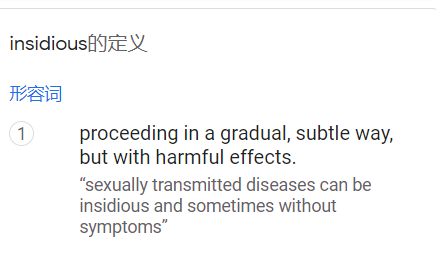 insidious的定义
形容词
1
proceeding in a gradual, subtle way,
but with harmful effects.
“sexually transmitted diseases can be
insidious and sometimes without
symptoms”